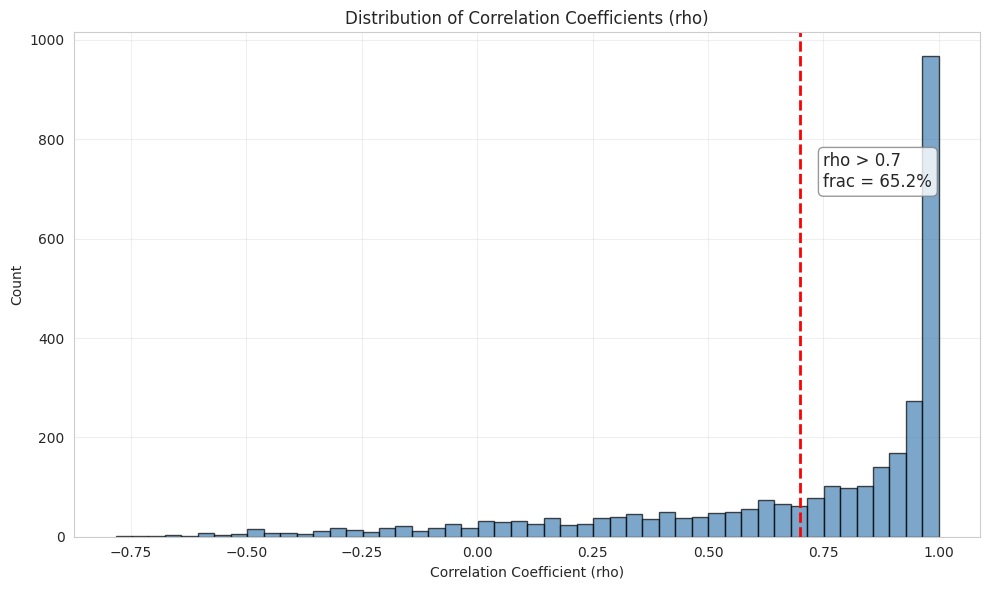 Distribution of Correlation Coefficients (rho)
1000
800
600
400
200
0
Count
rho > 0.7
frac = 65.2%
−0.75 −0.50 −0.25 0.00 0.25 0.50 0.75 1.00
Correlation Coefficient (rho)